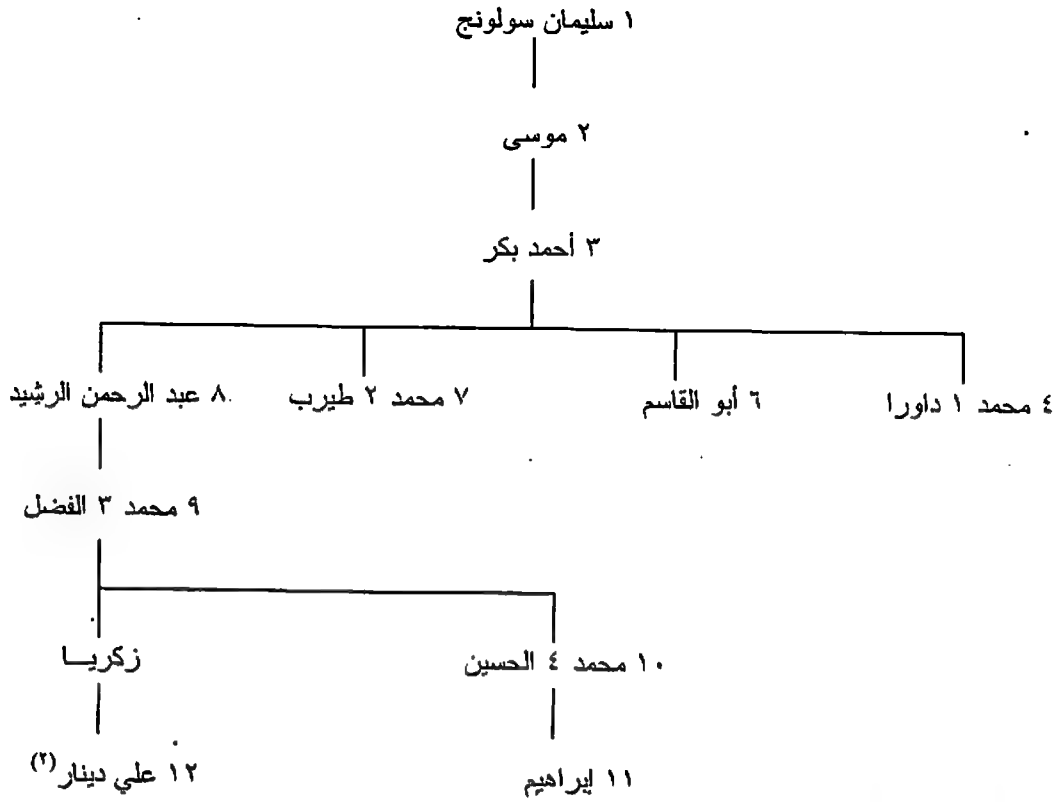 ١ سليمان سولونج
٢ موسى
٣ أحمد بكر
٤ محمد ١ داورا
٦ أبو القاسم
٧ محمد ٢ طيرب
٨ عبد الرحمن الرشيد
٩ محمد ٣ الفضل
١٠ محمد ٤ الحسين
زكريــا
١١ إبراهيم
١٢ علي دينار (٢)